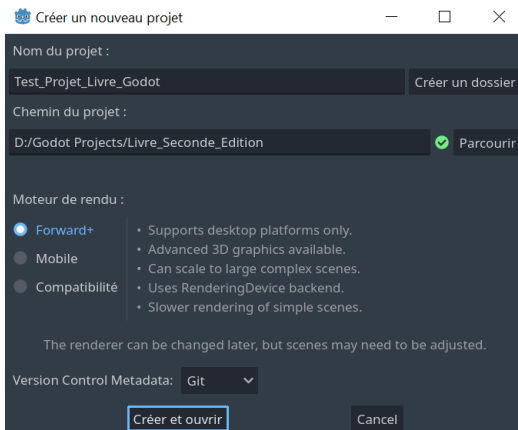 Créer un nouveau projet
Nom du projet :
Test_Projet_Livre_Godot
Créer un dossier
Chemin du projet :
D:/Godot Projects/Livre_Seconde_Edition
Parcourir
Moteur de rendu :
Forward+
Mobile
Compatibilité
• Supports desktop platforms only.
• Advanced 3D graphics available.
• Can scale to large complex scenes.
• Uses RenderingDevice backend.
• Slower rendering of simple scenes.
The renderer can be changed later, but scenes may need to be adjusted.
Version Control Metadata: Git
Créer et ouvrir
Cancel